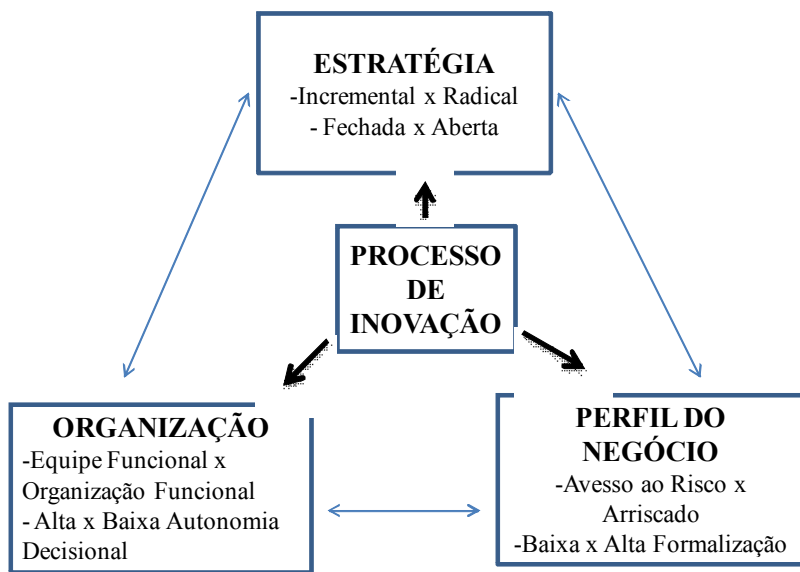 ESTRATÉGIA
-Incremental x Radical
- Fechada x Aberta
PROCESSO
DE
INOVAÇÃO
ORGANIZAÇÃO
-Equipe Funcional x
Organização Funcional
- Alta x Baixa Autonomia
Decisional
PERFIL DO
NEGÓCIO
-Avesso ao Risco x
Arriscado
-Baixa x Alta Formalização